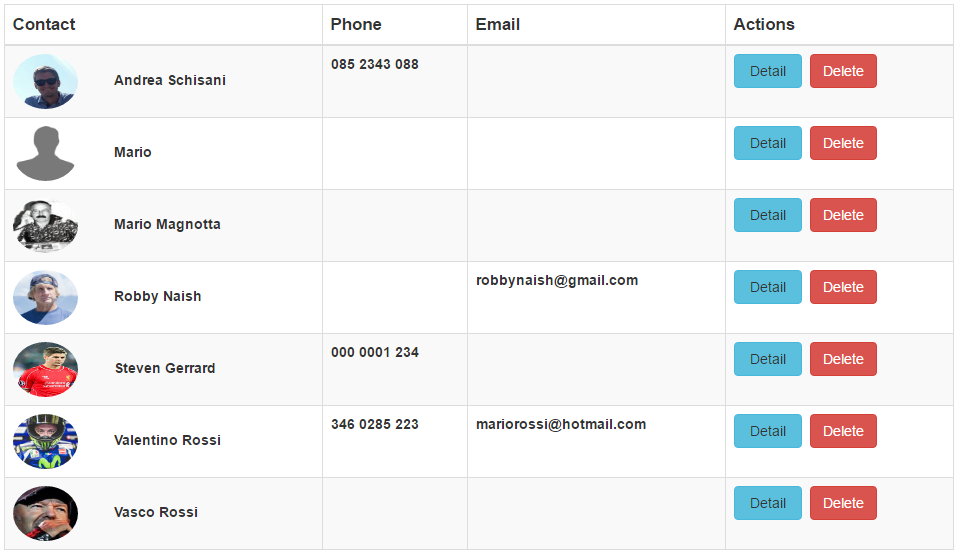 Contact Phone Email Actions
Andrea Schisani 085 2343 088 Detail Delete
Mario Detail Delete
Mario Magnotta Detail Delete
Robby Naish robbynaish@gmail.com Detail Delete
Steven Gerrard 000 0001 234 Detail Delete
Valentino Rossi 346 0285 223 mariorossi@hotmail.com Detail Delete
Vasco Rossi Detail Delete